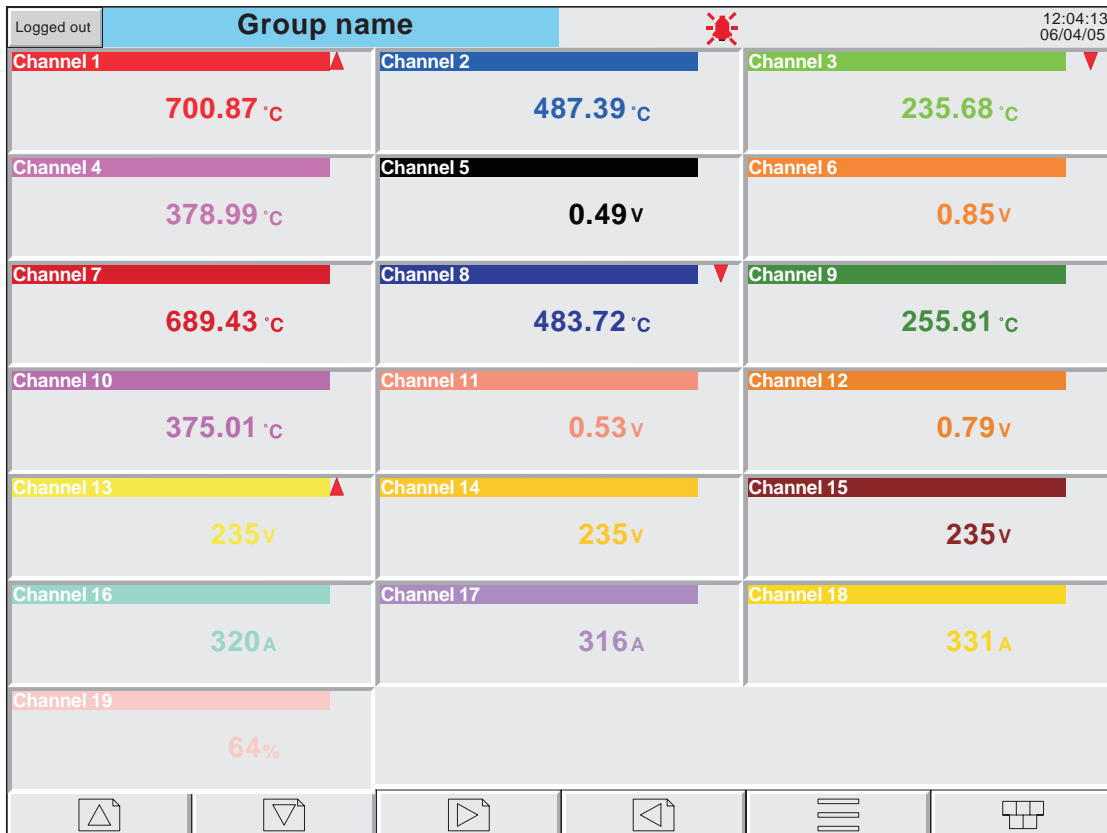 Logged out
Group name
12:04:13
06/04/05
Channel 1
700.87 °C
Channel 2
487.39 °C
Channel 3
235.68 °C
Channel 4
378.99 °C
Channel 5
0.49 V
Channel 6
0.85 V
Channel 7
689.43 °C
Channel 8
483.72 °C
Channel 9
255.81 °C
Channel 10
375.01 °C
Channel 11
0.53 V
Channel 12
0.79 V
Channel 13
235 V
Channel 14
235 V
Channel 15
235 V
Channel 16
320 A
Channel 17
316 A
Channel 18
331 A
Channel 19
64 %